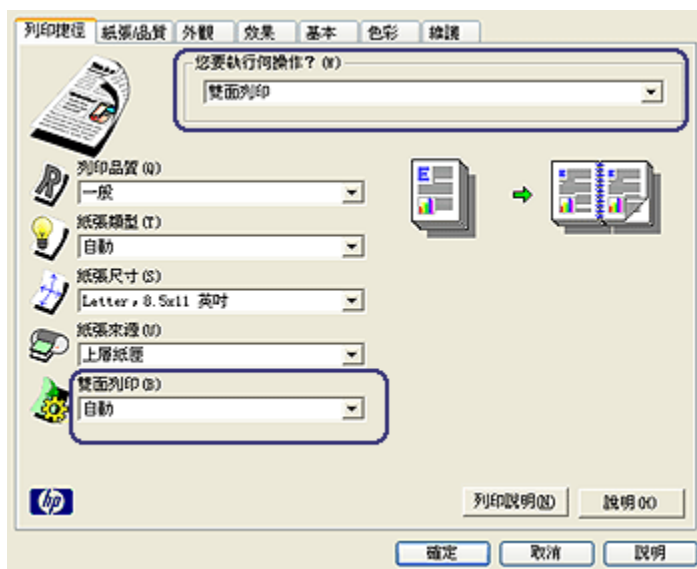 列印捷徑 紙張/品質 外觀 效果 基本 色彩 維護
您要執行何操作? (W)
雙面列印
列印品質 (Q)
一般
紙張類型 (T)
自動
紙張尺寸 (S)
Letter, 8.5x11 英吋
紙張來源 (U)
上層紙匣
雙面列印 (B)
自動
E
hp
列印說明(N) 說明 (K)
確定 取消 說明